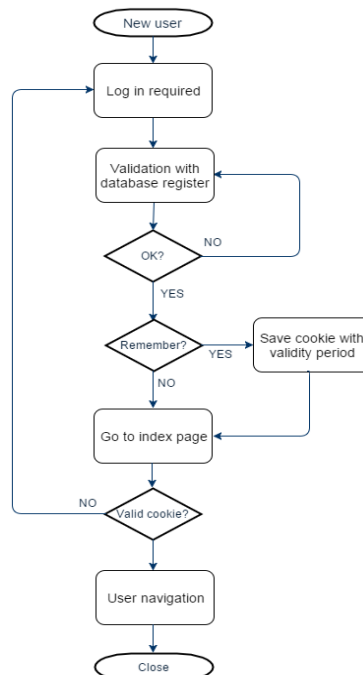 New user
Log in required
Validation with
database register
OK?
NO
YES
Remember?
YES
Save cookie with
validity period
NO
Go to index page
NO
Valid cookie?
User navigation
Close